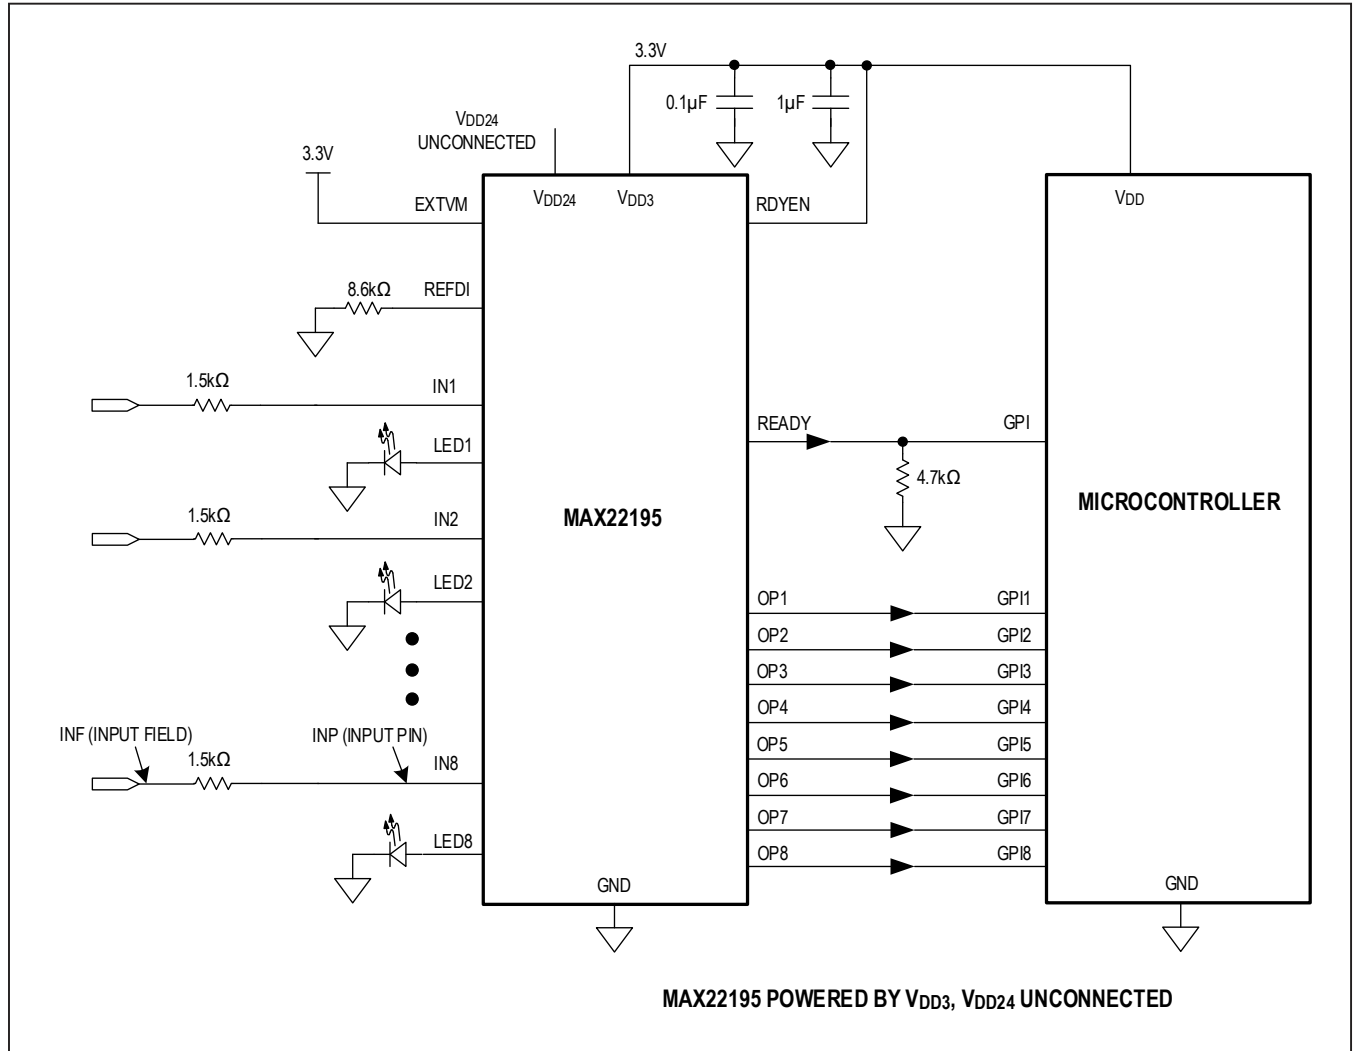 3.3V
0.1µF
1µF
VDD24
UNCONNECTED
3.3V
EXTVM
VDD24
VDD3
RDYEN
VDD
8.6kΩ
REFDI
1.5kΩ
IN1
LED1
READY
GPI
4.7kΩ
MAX22195
MICROCONTROLLER
1.5kΩ
IN2
LED2
OP1
GPI1
OP2
GPI2
OP3
GPI3
OP4
GPI4
OP5
GPI5
OP6
GPI6
OP7
GPI7
OP8
GPI8
INF (INPUT FIELD)
INP (INPUT PIN)
1.5kΩ
IN8
LED8
GND
GND
MAX22195 POWERED BY VDD3, VDD24 UNCONNECTED